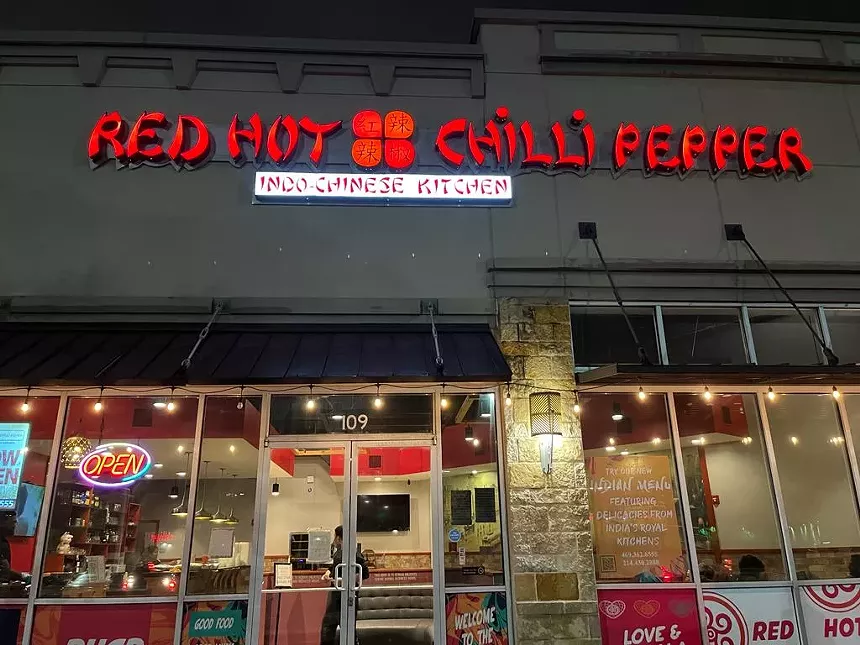 RED HOT 紅辣辣椒 CHILLI PEPPER
INDO-CHINESE KITCHEN
109
OPEN
TRY OUR NEW
INDIAN MENU
FEATURING
DELICACIES FROM
INDIA'S ROYAL
KITCHENS
GOOD FOOD
WELCOME
TO THE
LOVE &
RED
HOT